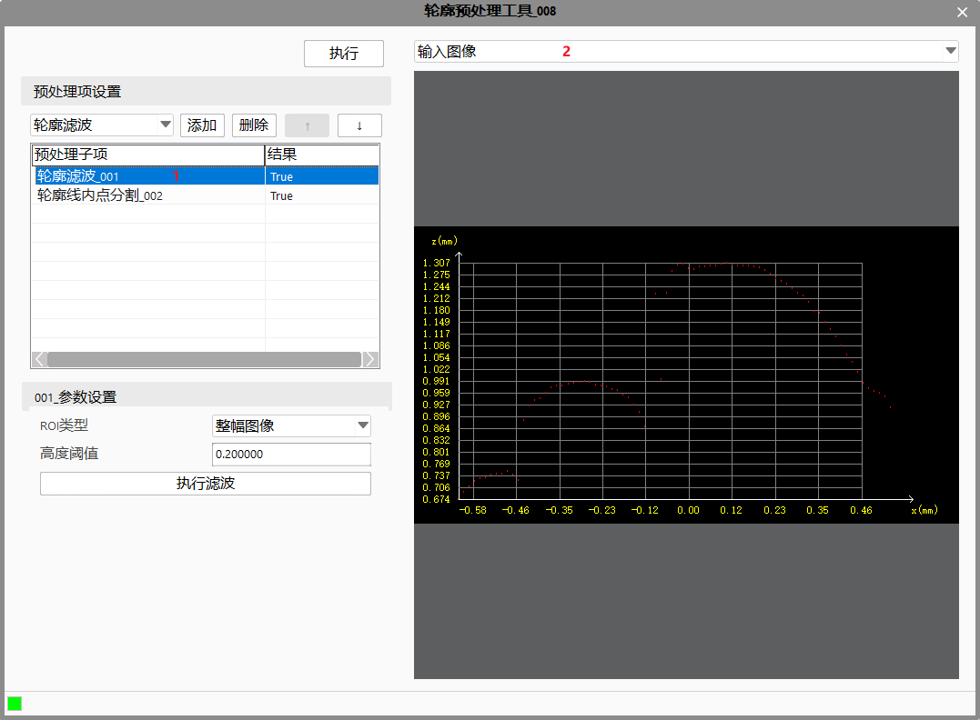 轮廓预处理工具_008
执行
输入图像 2
预处理项设置
轮廓滤波 添加 删除 ↑ ↓
预处理子项 结果
轮廓滤波_001 1 True
轮廓线内点分割_002 True
001_参数设置
ROI类型 整幅图像
高度阈值 0.200000
执行滤波
z(mm)
1.307
1.275
1.244
1.212
1.180
1.149
1.117
1.086
1.054
1.022
0.991
0.959
0.927
0.896
0.864
0.832
0.801
0.769
0.737
0.706
0.674
-0.58 -0.46 -0.35 -0.23 -0.12 0.00 0.12 0.23 0.35 0.46 x(mm)